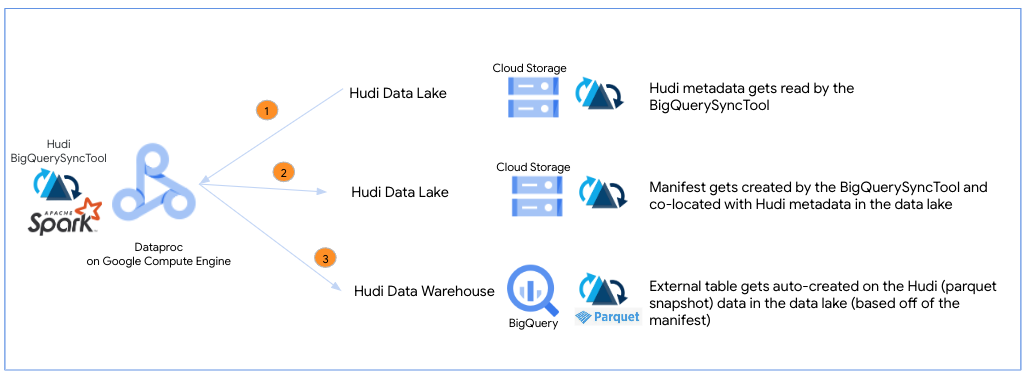 Hudi
BigQuerySyncTool
APACHE
Spark™
Dataproc
on Google Compute Engine
1
Hudi Data Lake
Cloud Storage
Hudi metadata gets read by the
BigQuerySyncTool
2
Hudi Data Lake
Cloud Storage
Manifest gets created by the BigQuerySyncTool and
co-located with Hudi metadata in the data lake
3
Hudi Data Warehouse
BigQuery
Parquet
External table gets auto-created on the Hudi (parquet
snapshot) data in the data lake (based off of the
manifest)